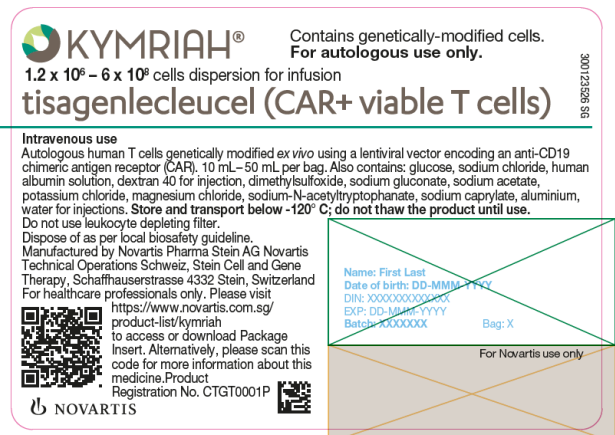 KYMRIAH®
Contains genetically-modified cells.
For autologous use only.
1.2 x 10⁶ – 6 x 10⁸ cells dispersion for infusion
tisagenlecleucel (CAR+ viable T cells)
300123526 SG
Intravenous use
Autologous human T cells genetically modified ex vivo using a lentiviral vector encoding an anti-CD19
chimeric antigen receptor (CAR). 10 mL– 50 mL per bag. Also contains: glucose, sodium chloride, human
albumin solution, dextran 40 for injection, dimethylsulfoxide, sodium gluconate, sodium acetate,
potassium chloride, magnesium chloride, sodium-N-acetyltryptophanate, sodium caprylate, aluminium,
water for injections. Store and transport below -120° C; do not thaw the product until use.
Do not use leukocyte depleting filter.
Dispose of as per local biosafety guideline.
Manufactured by Novartis Pharma Stein AG Novartis
Technical Operations Schweiz, Stein Cell and Gene
Therapy, Schaffhauserstrasse 4332 Stein, Switzerland
For healthcare professionals only. Please visit
https://www.novartis.com.sg/
product-list/kymriah
to access or download Package
Insert. Alternatively, please scan this
code for more information about this
medicine.Product
Registration No. CTGT0001P
NOVARTIS
Name: First Last
Date of birth: DD-MMM-YYYY
DIN: XXXXXXXXXXXXX
EXP: DD-MMM-YYYY
Batch: XXXXXXX Bag: X
For Novartis use only